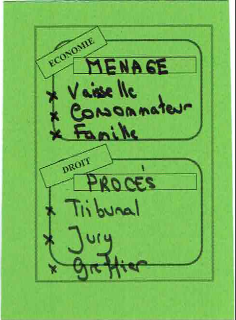 ECONOMIE
MENAGE
x Vaisselle
x Consommateur
x Famille
DROIT
PROCÈS
x Tribunal
x Jury
x Greffier